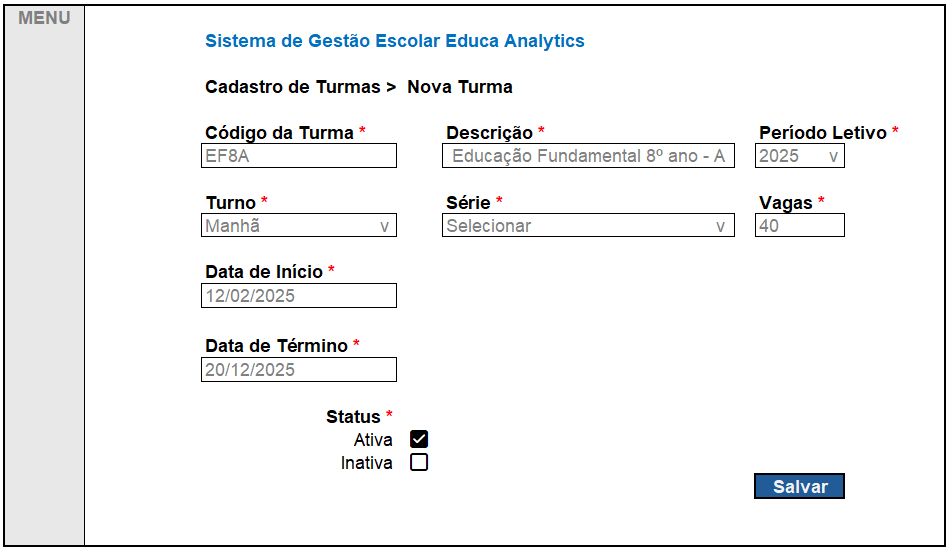 MENU
Sistema de Gestão Escolar Educa Analytics
Cadastro de Turmas > Nova Turma
Código da Turma * Descrição * Período Letivo *
EF8A Educação Fundamental 8º ano - A 2025 v
Turno * Série * Vagas *
Manhã v Selecionar v 40
Data de Início *
12/02/2025
Data de Término *
20/12/2025
Status *
Ativa
Inativa
Salvar